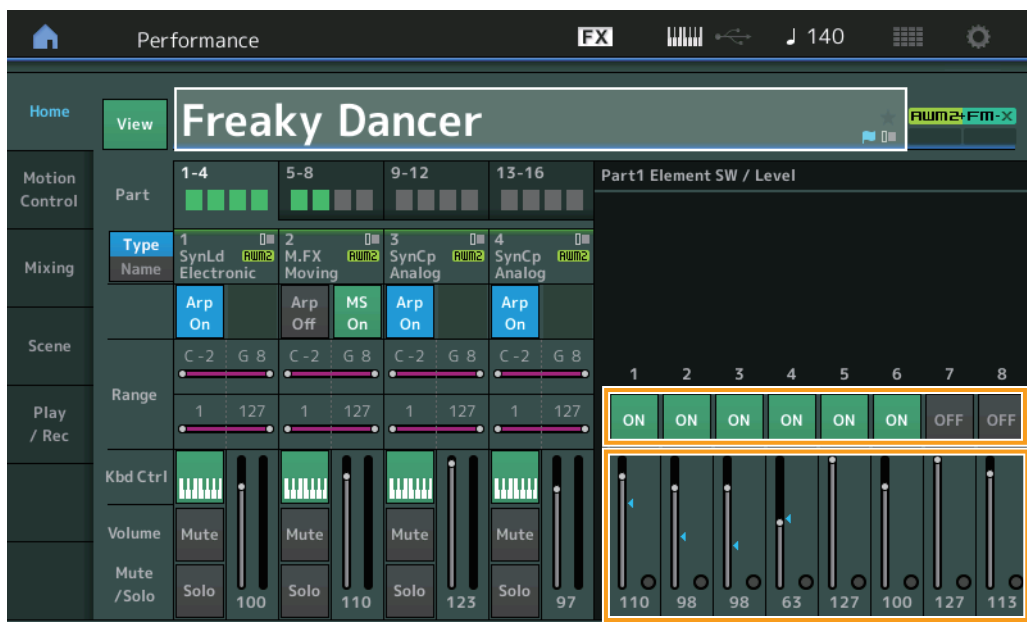 Performance FX ♩ 140
Home
View
Freaky Dancer
AWM2+FM-X
Motion
Control
Part
1-4 5-8 9-12 13-16
Part1 Element SW / Level
Type
Name
1 2 3 4
SynLd AWM2 M.FX AWM2 SynCp AWM2 SynCp AWM2
Electronic Moving Analog Analog
Mixing
Arp
On
Arp
Off
MS
On
Arp
On
Arp
On
Scene
Range
C -2 G 8 C -2 G 8 C -2 G 8 C -2 G 8
1 127 1 127 1 127 1 127
1 2 3 4 5 6 7 8
ON ON ON ON ON ON OFF OFF
Play
/ Rec
Kbd Ctrl
Volume
Mute Mute Mute Mute
Mute
/Solo
Solo Solo Solo Solo
100 110 123 97
110 98 98 63 127 100 127 113